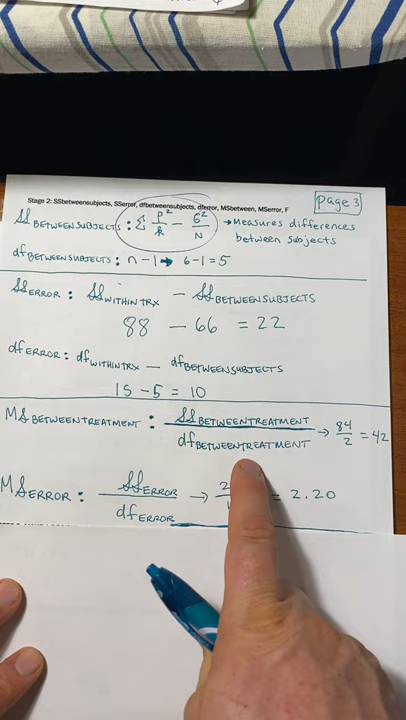 Page 3
Stage 2: SSbetweensubjects, SSerror, dfbetweensubjects, dferror, MSbetween, MSerror, F
SS BETWEEN SUBJECTS : Σ P²/k − G²/N → Measures differences
between subjects
df BETWEEN SUBJECTS : n − 1 → 6 − 1 = 5
SS ERROR : SS WITHIN TRX − SS BETWEEN SUBJECTS
88 − 66 = 22
df ERROR : df WITHIN TRX − df BETWEEN SUBJECTS
15 − 5 = 10
MS BETWEEN TREATMENT : SS BETWEEN TREATMENT / df BETWEEN TREATMENT → 84/2 = 42
MS ERROR : SS ERROR / df ERROR → = 2.20